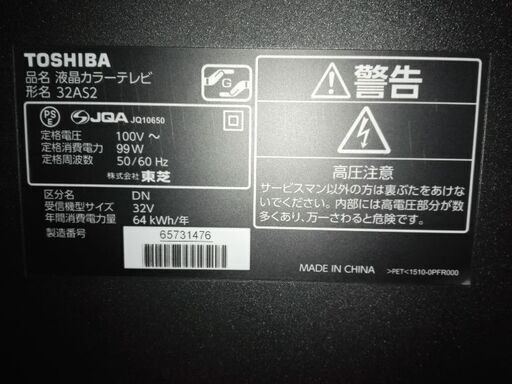 TOSHIBA
品名 液晶カラーテレビ
形名 32AS2
G
PS
E
JQA JQ10650
定格電圧 100V ～
定格消費電力 99W
定格周波数 50/60 Hz
株式会社 東芝
区分名 DN
受信機型サイズ 32V
年間消費電力量 64 kWh/年
製造番号 65731476
警告
高圧注意
サービスマン以外の方は裏ぶたをあけな
いでください。内部には高電圧部分が数
多くあり、万一さわると危険です。
MADE IN CHINA
>PET<1510-0PFR000